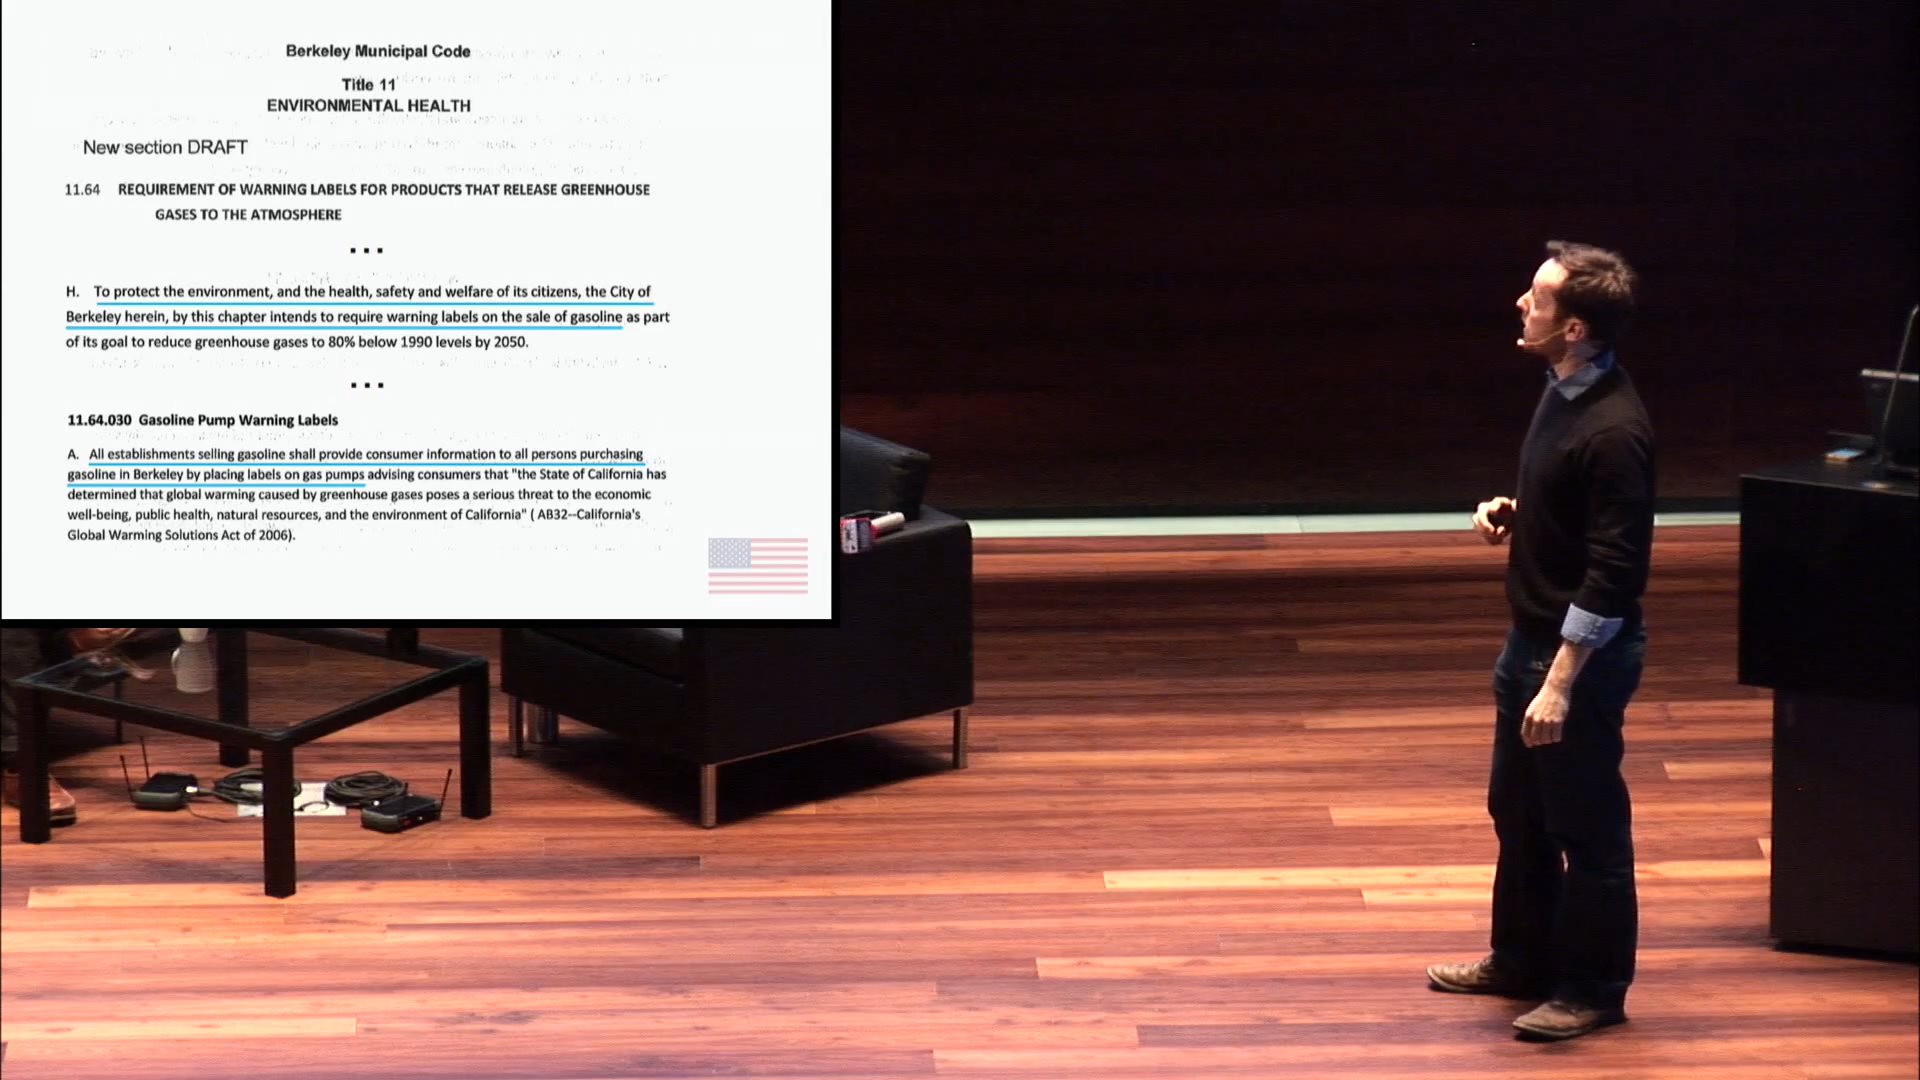 Berkeley Municipal Code
Title 11
ENVIRONMENTAL HEALTH
New section DRAFT
11.64 REQUIREMENT OF WARNING LABELS FOR PRODUCTS THAT RELEASE GREENHOUSE
GASES TO THE ATMOSPHERE
...
H. To protect the environment, and the health, safety and welfare of its citizens, the City of
Berkeley herein, by this chapter intends to require warning labels on the sale of gasoline as part
of its goal to reduce greenhouse gases to 80% below 1990 levels by 2050.
...
11.64.030 Gasoline Pump Warning Labels
A. All establishments selling gasoline shall provide consumer information to all persons purchasing
gasoline in Berkeley by placing labels on gas pumps advising consumers that "the State of California has
determined that global warming caused by greenhouse gases poses a serious threat to the economic
well-being, public health, natural resources, and the environment of California" ( AB32--California's
Global Warming Solutions Act of 2006).